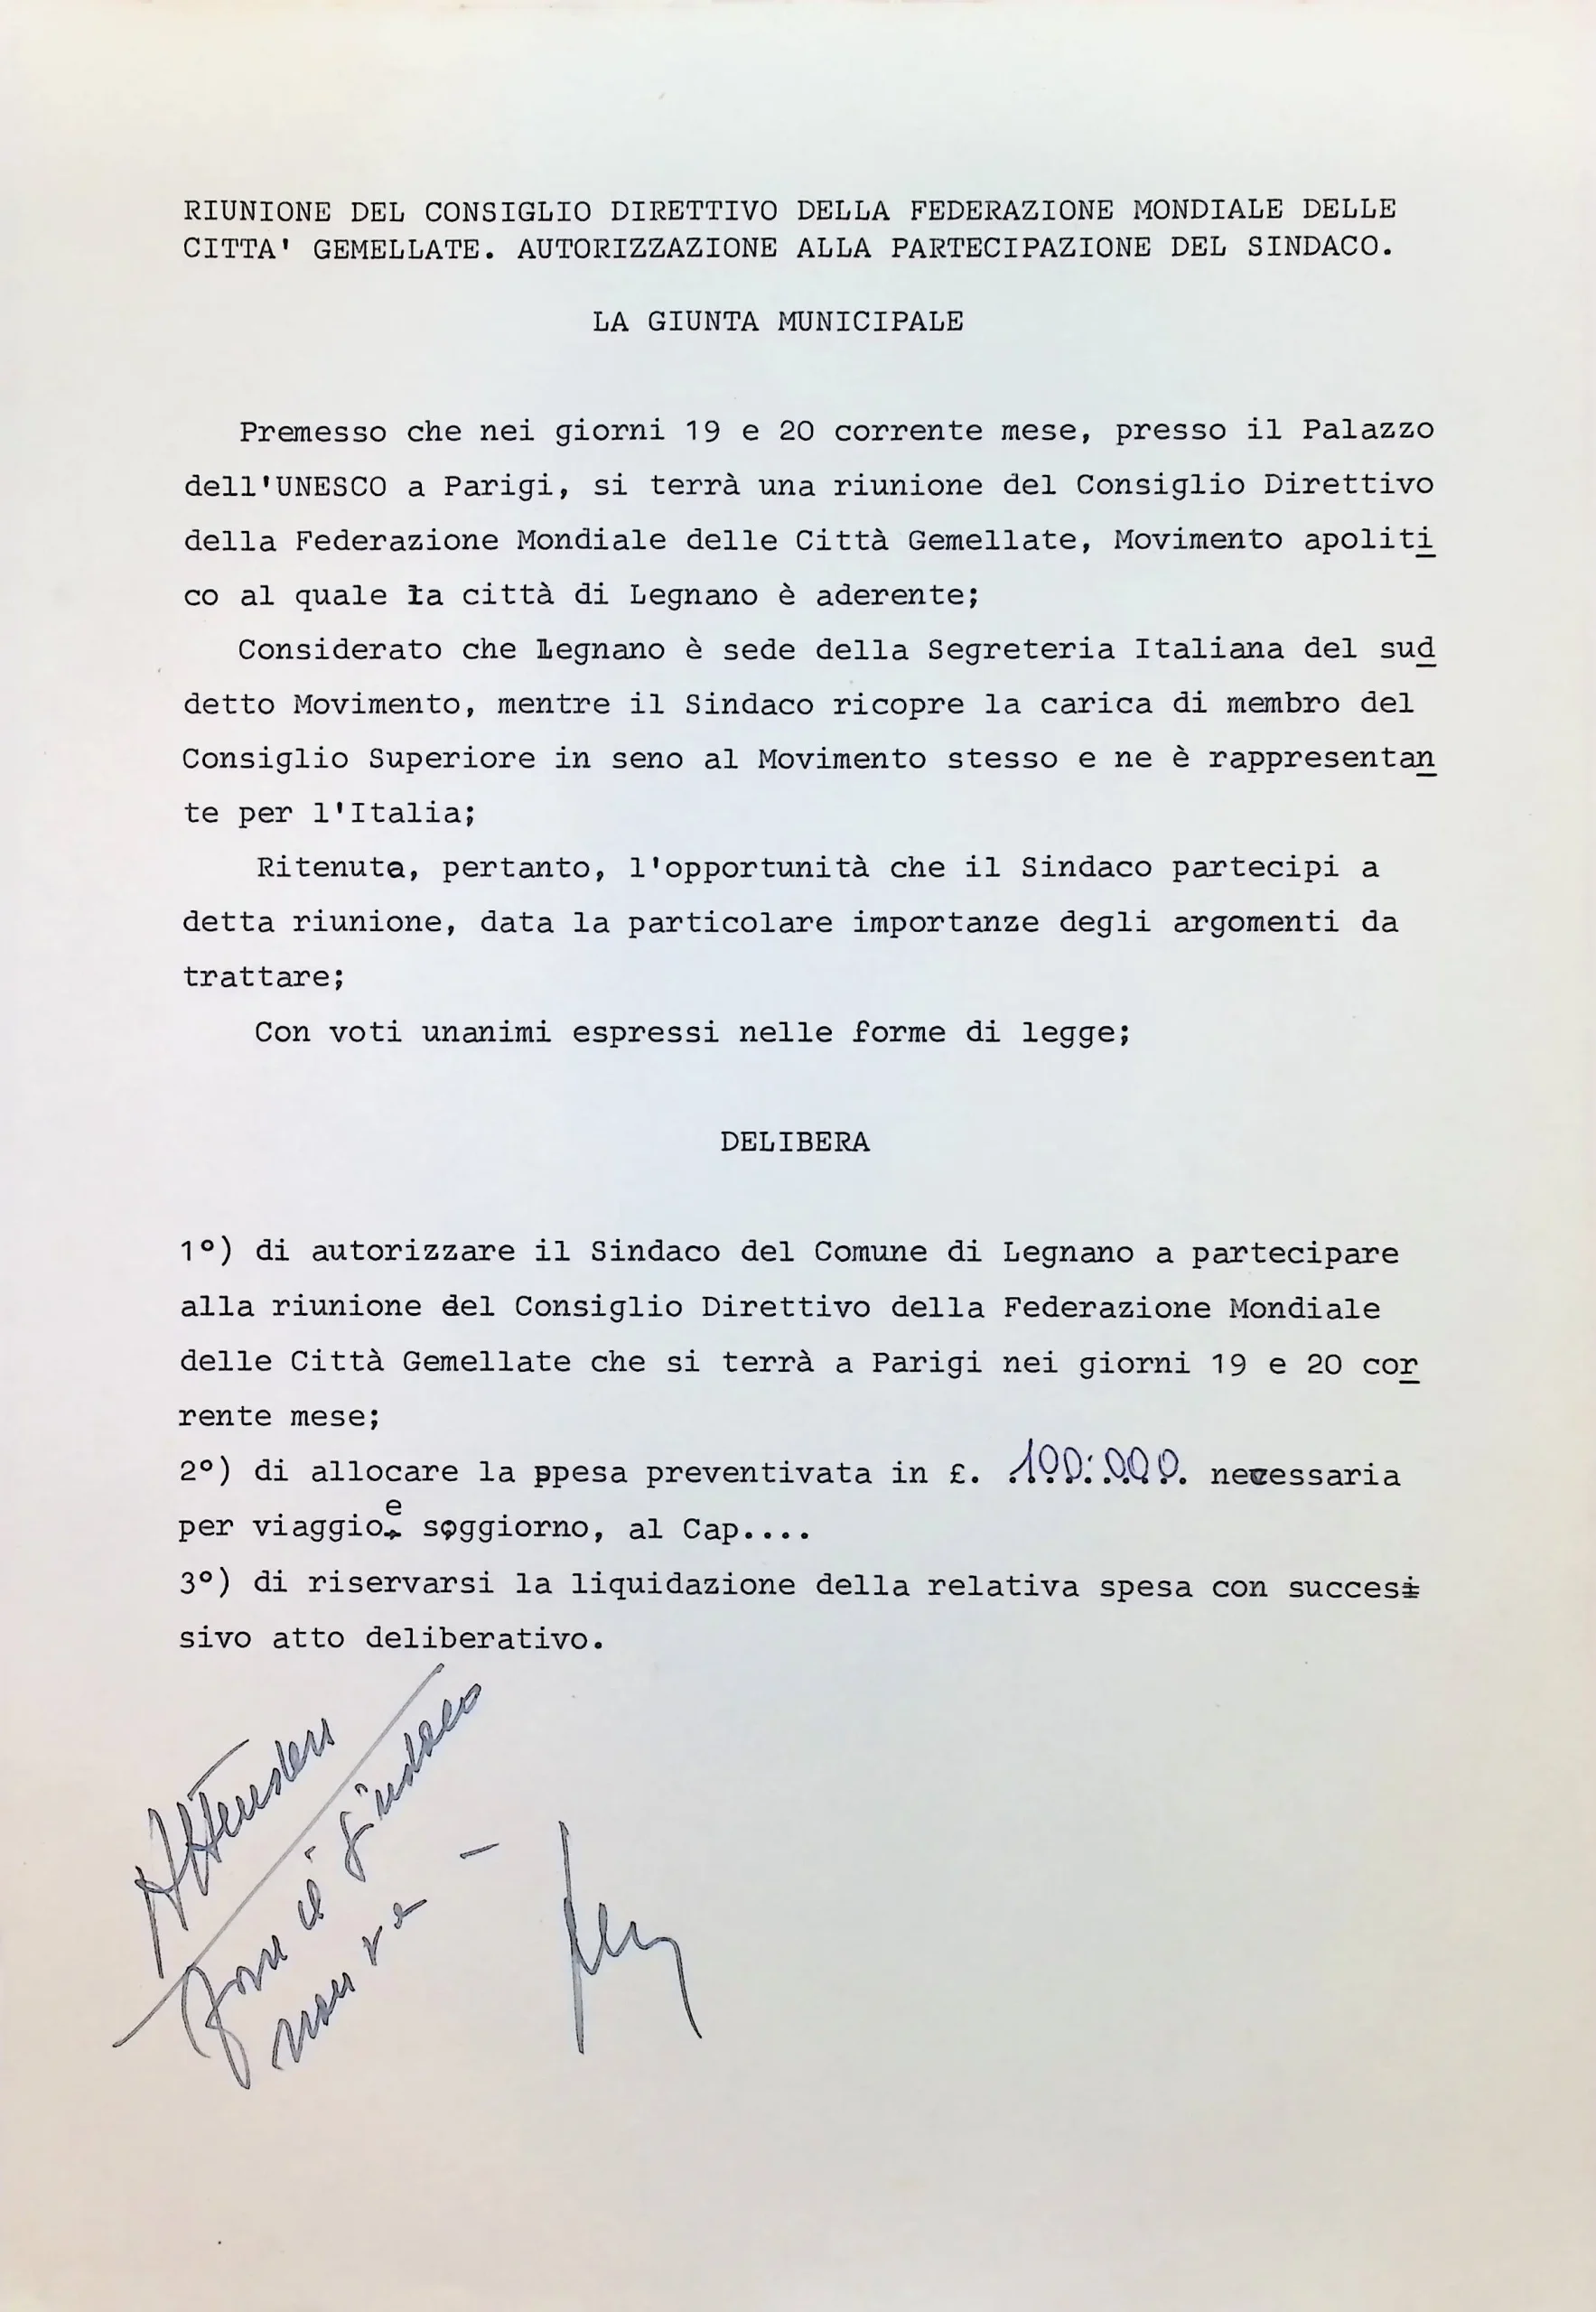 RIUNIONE DEL CONSIGLIO DIRETTIVO DELLA FEDERAZIONE MONDIALE DELLE
CITTA' GEMELLATE. AUTORIZZAZIONE ALLA PARTECIPAZIONE DEL SINDACO.
LA GIUNTA MUNICIPALE
Premesso che nei giorni 19 e 20 corrente mese, presso il Palazzo
dell'UNESCO a Parigi, si terrà una riunione del Consiglio Direttivo
della Federazione Mondiale delle Città Gemellate, Movimento apoliti
co al quale la città di Legnano è aderente;
Considerato che Legnano è sede della Segreteria Italiana del sud
detto Movimento, mentre il Sindaco ricopre la carica di membro del
Consiglio Superiore in seno al Movimento stesso e ne è rappresentan
te per l'Italia;
Ritenuta, pertanto, l'opportunità che il Sindaco partecipi a
detta riunione, data la particolare importanze degli argomenti da
trattare;
Con voti unanimi espressi nelle forme di legge;
DELIBERA
1°) di autorizzare il Sindaco del Comune di Legnano a partecipare
alla riunione del Consiglio Direttivo della Federazione Mondiale
delle Città Gemellate che si terrà a Parigi nei giorni 19 e 20 cor
rente mese;
2°) di allocare la spesa preventivata in £. 100.000. necessaria
per viaggio e soggiorno, al Cap....
3°) di riservarsi la liquidazione della relativa spesa con succes
sivo atto deliberativo.
Attendere
forse il Sindaco
non va -